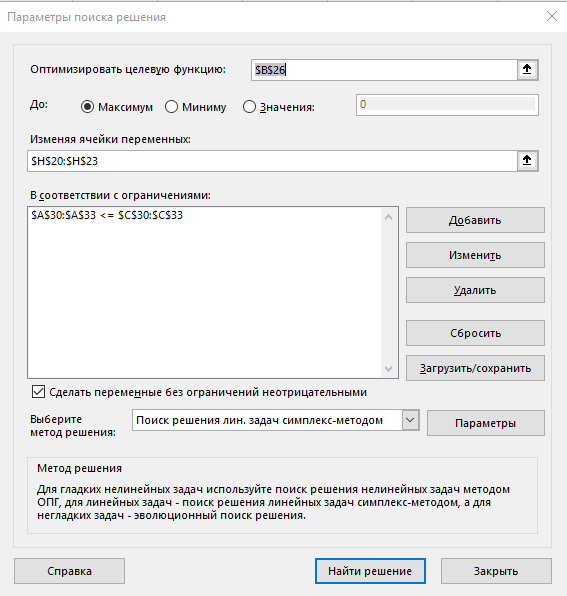 Параметры поиска решения
Оптимизировать целевую функцию: $B$26
До: Максимум Миниму Значения: 0
Изменяя ячейки переменных:
$H$20:$H$23
В соответствии с ограничениями:
$A$30:$A$33 <= $C$30:$C$33
Добавить
Изменить
Удалить
Сбросить
Загрузить/сохранить
Сделать переменные без ограничений неотрицательными
Выберите
метод решения:
Поиск решения лин. задач симплекс-методом
Параметры
Метод решения
Для гладких нелинейных задач используйте поиск решения нелинейных задач методом
ОПГ, для линейных задач - поиск решения линейных задач симплекс-методом, а для
негладких задач - эволюционный поиск решения.
Справка Найти решение Закрыть